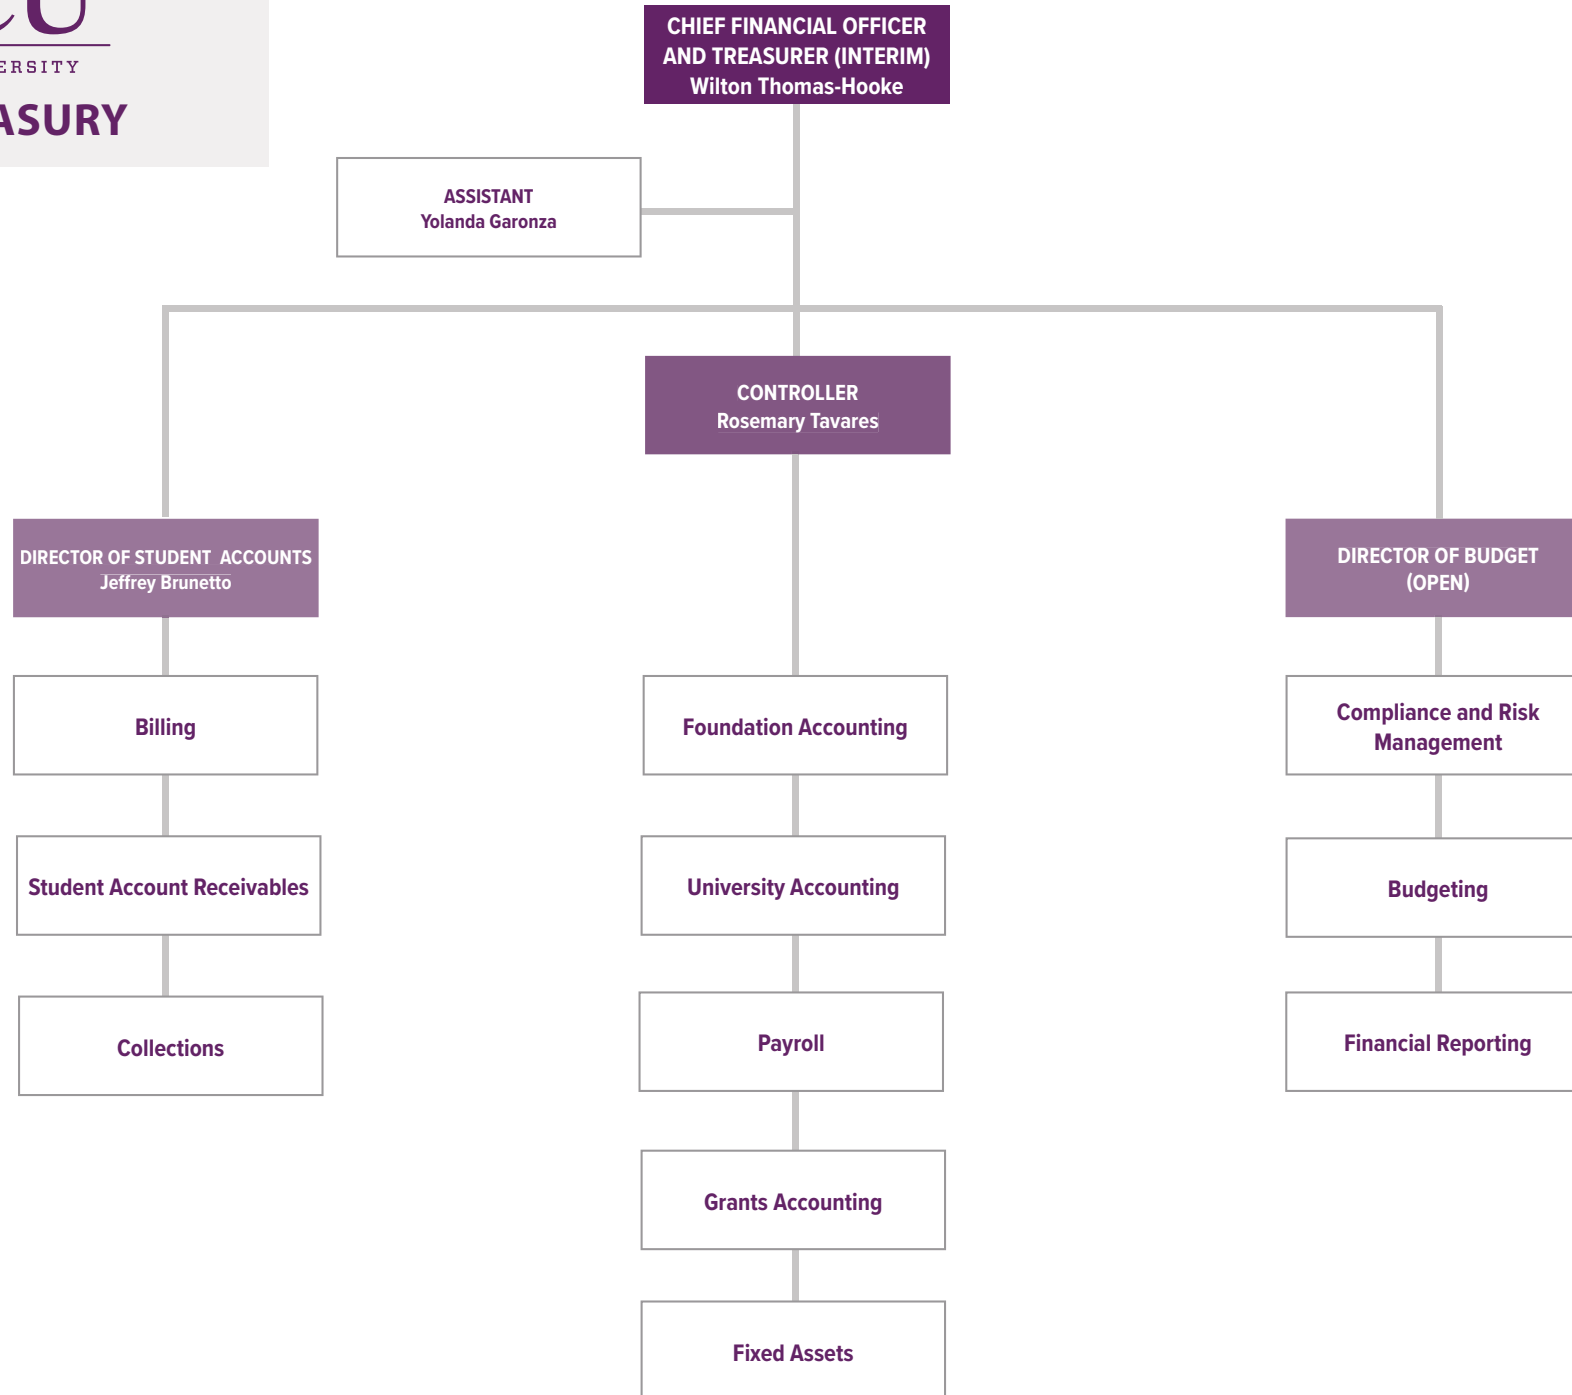 CHIEF FINANCIAL OFFICER
AND TREASURER (INTERIM)
Wilton Thomas-Hooke
ASSISTANT
Yolanda Garonza
CONTROLLER
Rosemary Tavares
DIRECTOR OF STUDENT ACCOUNTS
Jeffrey Brunetto
DIRECTOR OF BUDGET
(OPEN)
Billing
Foundation Accounting
Compliance and Risk
Management
Student Account Receivables
University Accounting
Budgeting
Collections
Payroll
Financial Reporting
Grants Accounting
Fixed Assets